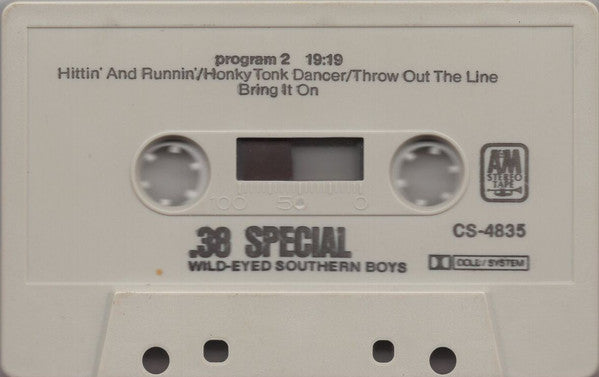 program 2 19:19
Hittin' And Runnin'/Honky Tonk Dancer/Throw Out The Line
Bring It On
A&M
STEREO
TAPE
100 50 0
.38 SPECIAL
CS-4835
WILD-EYED SOUTHERN BOYS
DOLBY SYSTEM